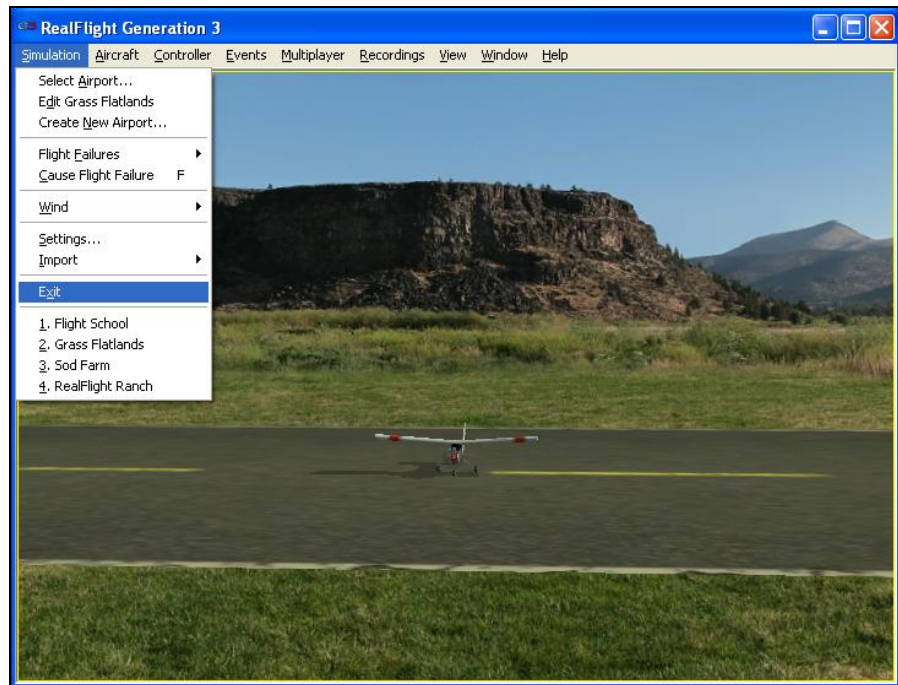 RealFlight Generation 3
Simulation Aircraft Controller Events Multiplayer Recordings View Window Help
Select Airport...
Edit Grass Flatlands
Create New Airport...
Flight Failures
Cause Flight Failure F
Wind
Settings...
Import
Exit
1. Flight School
2. Grass Flatlands
3. Sod Farm
4. RealFlight Ranch